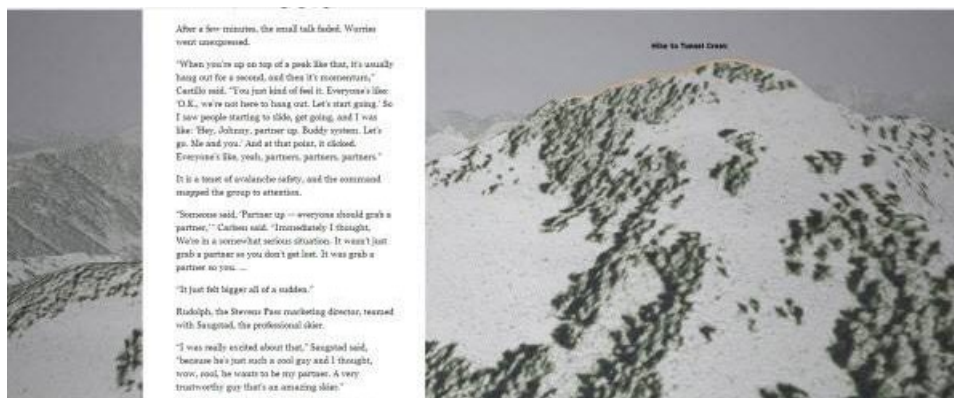 After a few minutes, the small talk faded. Worries
went unexpressed.
"When you're up on top of a peak like that, it's usually
hang out for a second, and then it's momentum,"
Castillo said. "You just kind of feel it. Everyone's like:
'O.K., we're not here to hang out. Let's start going.' So
I saw people starting to slide, get going, and I was
like: 'Hey, Johnny, partner up. Buddy system. Let's
go. Me and you.' And at that point, it clicked.
Everyone's like, yeah, partners, partners, partners."
It is a tenet of avalanche safety, and the command
snapped the group to attention.
"Someone said, 'Partner up — everyone should grab a
partner,'" Carlsen said. "Immediately I thought,
We're in a somewhat serious situation. It wasn't just
grab a partner so you don't get lost. It was grab a
partner so you. ...
"It just felt bigger all of a sudden."
Rudolph, the Stevens Pass marketing director, teamed
with Saugstad, the professional skier.
"I was really excited about that," Saugstad said,
"because he's just such a cool guy and I thought,
wow, cool, he wants to be my partner. A very
trustworthy guy that's an amazing skier."
Hike to Tunnel Creek